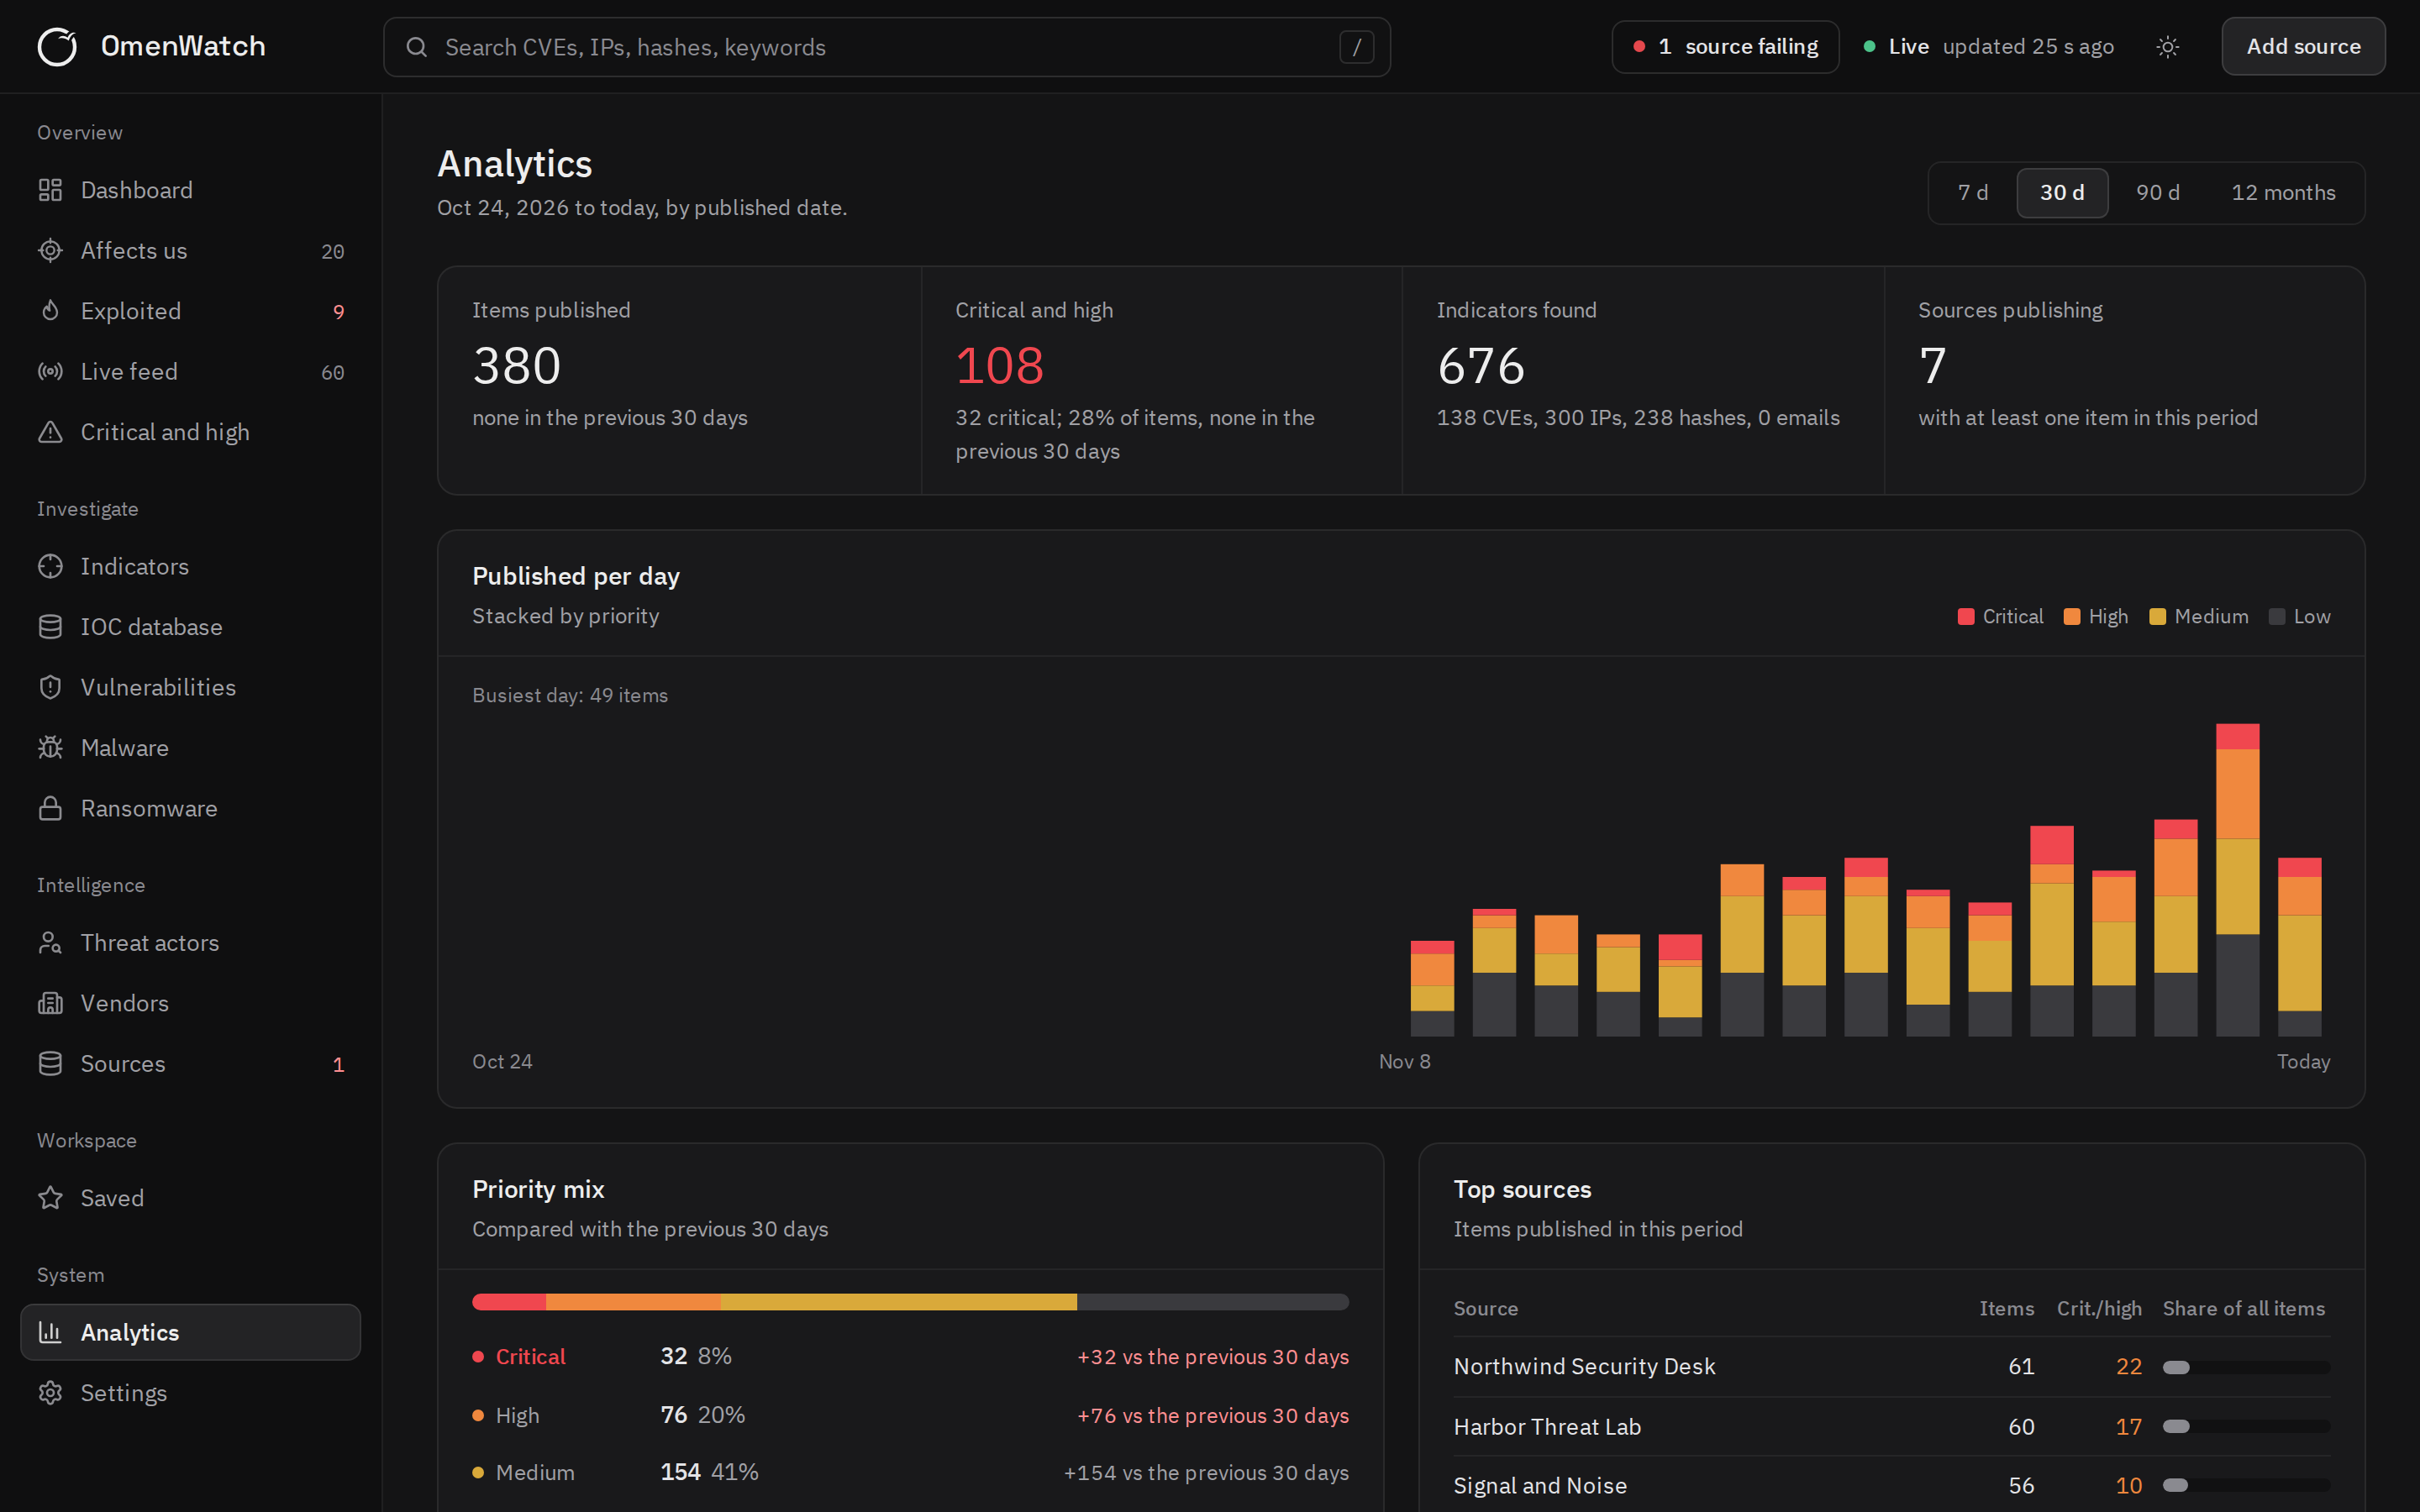 OmenWatch
Search CVEs, IPs, hashes, keywords
/
1 source failing
Live updated 25 s ago
Add source
Overview
Dashboard
Affects us 20
Exploited 9
Live feed 60
Critical and high
Investigate
Indicators
IOC database
Vulnerabilities
Malware
Ransomware
Intelligence
Threat actors
Vendors
Sources 1
Workspace
Saved
System
Analytics
Settings
Analytics
Oct 24, 2026 to today, by published date.
7 d 30 d 90 d 12 months
Items published
380
none in the previous 30 days
Critical and high
108
32 critical; 28% of items, none in the
previous 30 days
Indicators found
676
138 CVEs, 300 IPs, 238 hashes, 0 emails
Sources publishing
7
with at least one item in this period
Published per day
Stacked by priority
Critical High Medium Low
Busiest day: 49 items
Oct 24 Nov 8 Today
Priority mix
Compared with the previous 30 days
Critical 32 8% +32 vs the previous 30 days
High 76 20% +76 vs the previous 30 days
Medium 154 41% +154 vs the previous 30 days
Top sources
Items published in this period
Source Items Crit./high Share of all items
Northwind Security Desk 61 22
Harbor Threat Lab 60 17
Signal and Noise 56 10